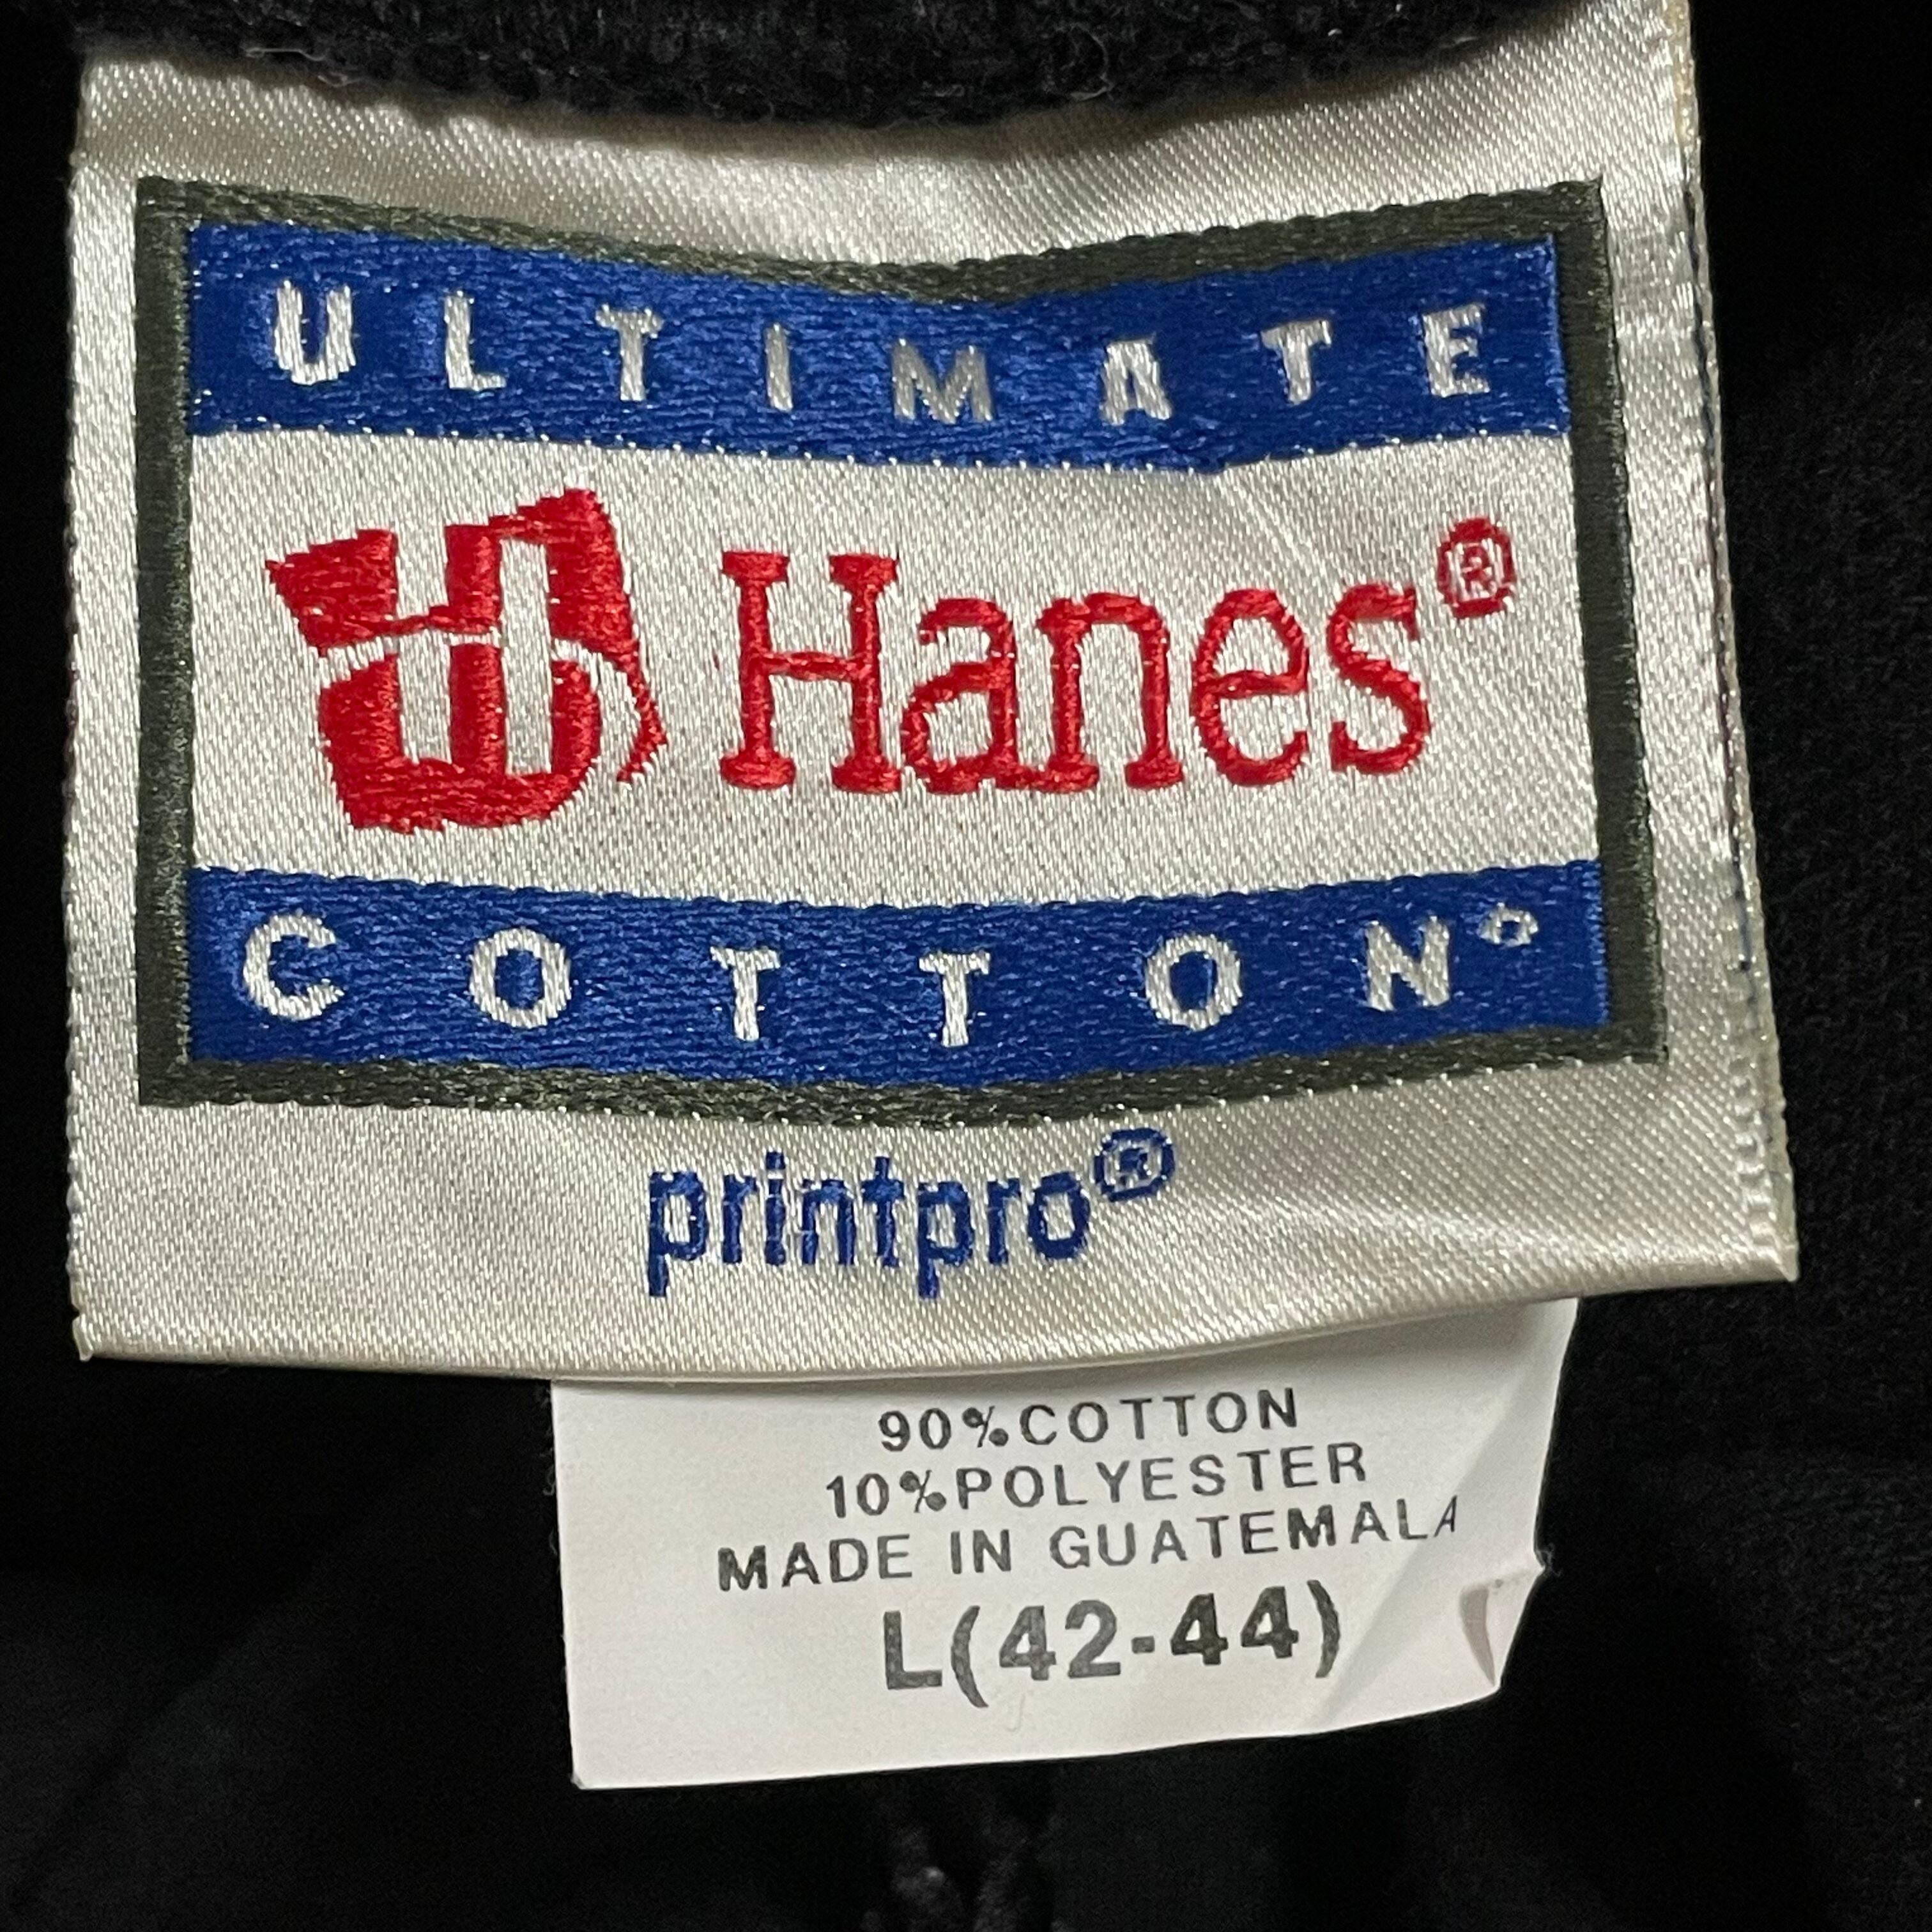 ULTIMATE
Hanes®
COTTON®
printpro®
90%COTTON
10%POLYESTER
MADE IN GUATEMALA
L(42-44)